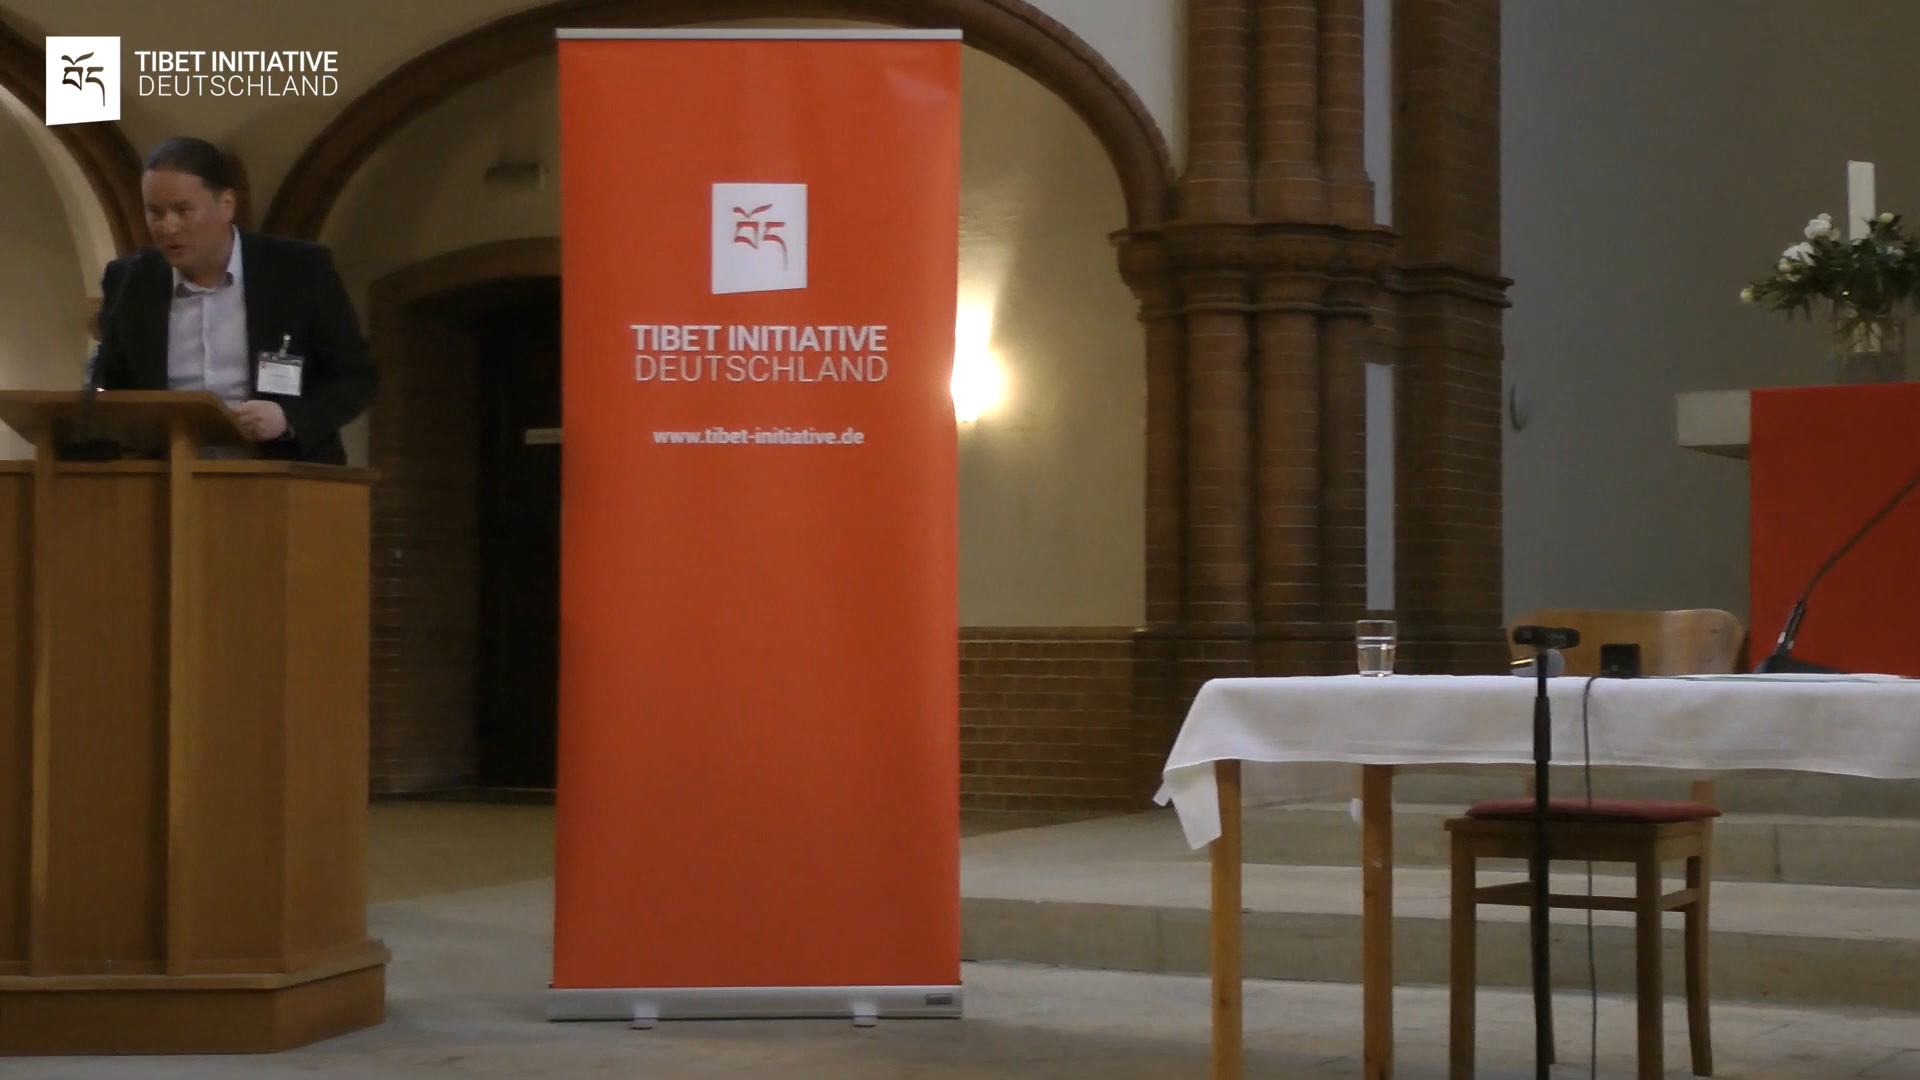 བོད
TIBET INITIATIVE
DEUTSCHLAND
བོད
TIBET INITIATIVE
DEUTSCHLAND
www.tibet-initiative.de